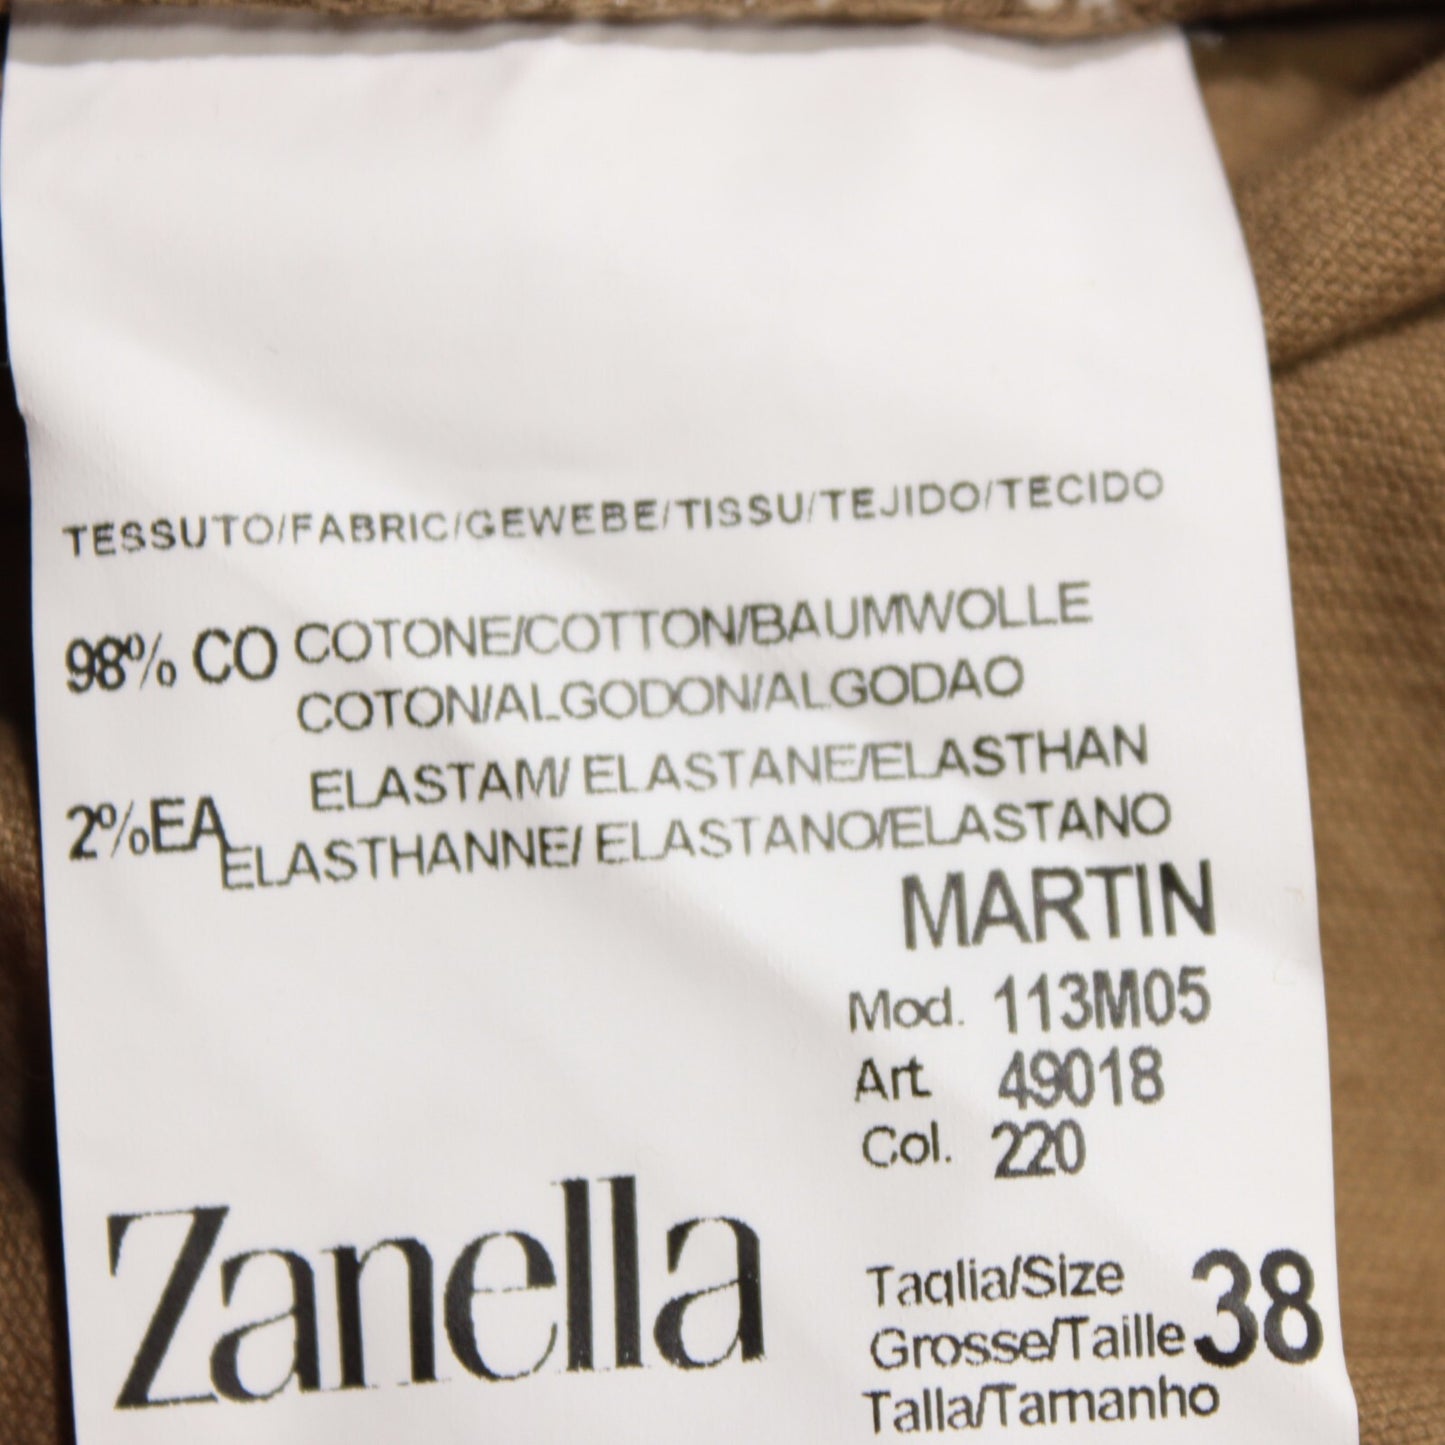 TESSUTO/FABRIC/GEWEBE/TISSU/TEJIDO/TECIDO
98% CO COTONE/COTTON/BAUMWOLLE
COTON/ALGODON/ALGODAO
2%EA ELASTAM/ ELASTANE/ELASTHAN
ELASTHANNE/ ELASTANO/ELASTANO
MARTIN
Mod. 113M05
Art. 49018
Col. 220
Zanella
Taglia/Size 38
Grosse/Taille
Talla/Tamanho